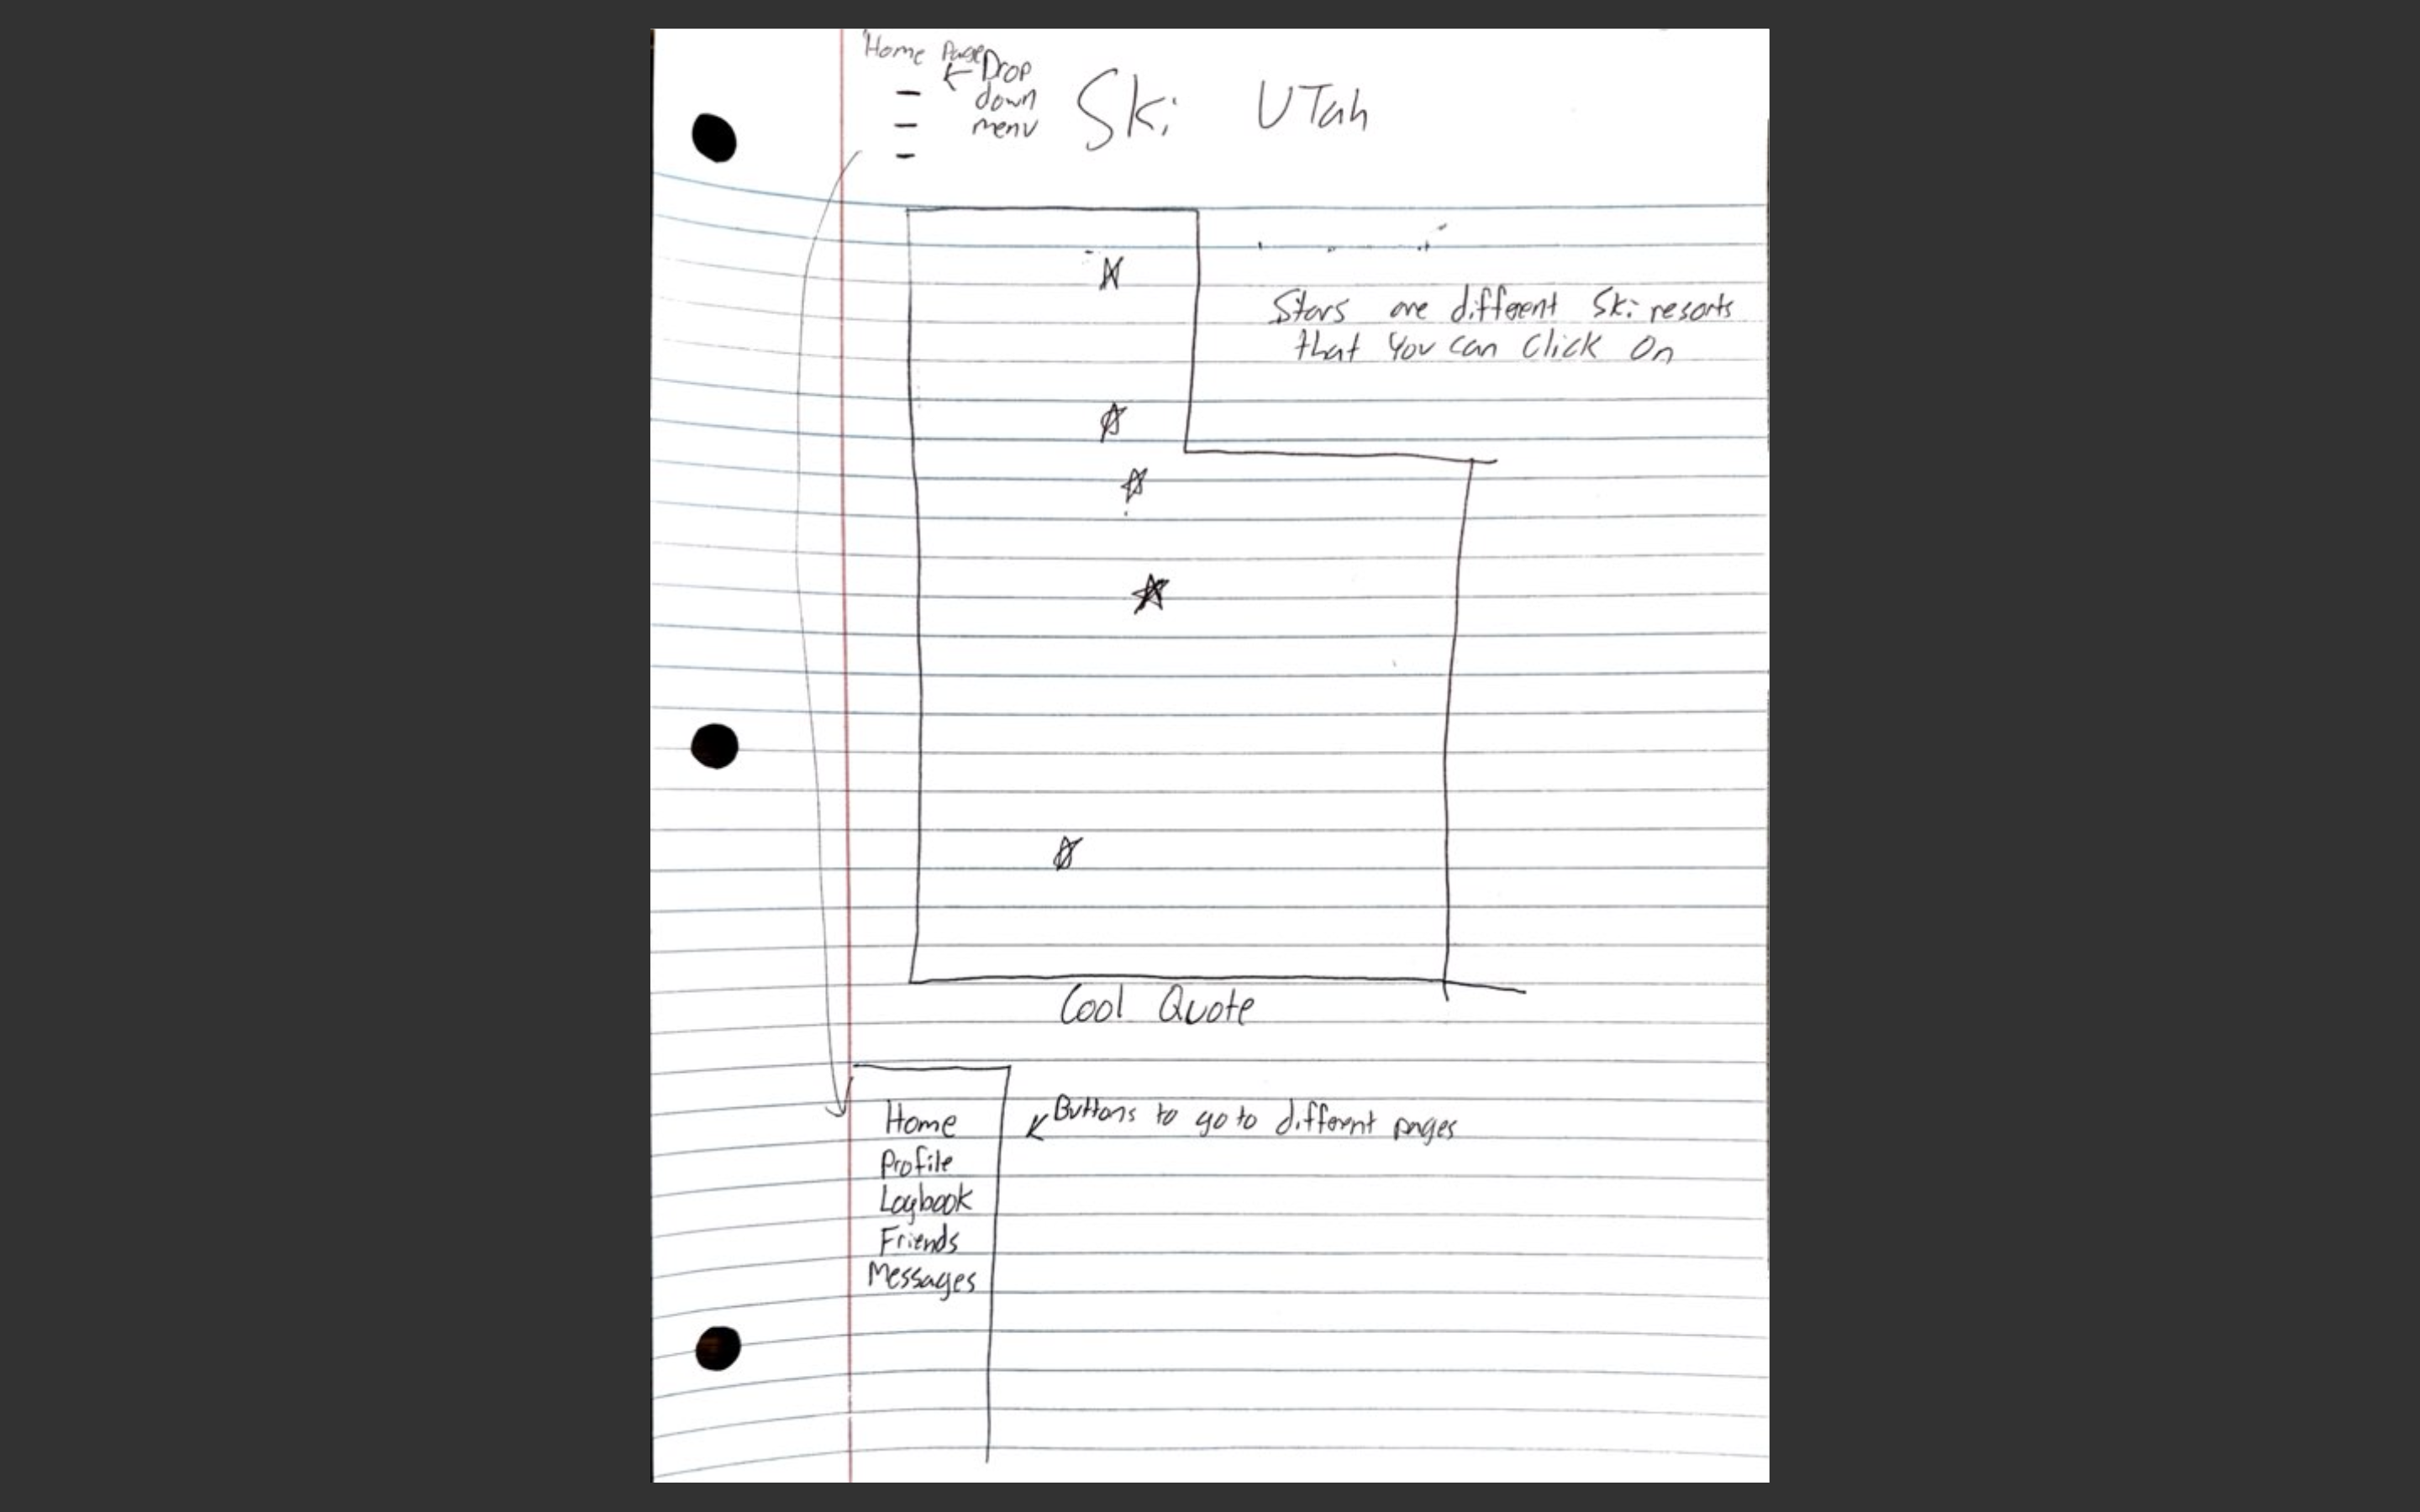 Home Page
Drop
down
menu
Ski Utah
Stars are different Ski resorts
that you can click on
Cool Quote
Home
Profile
Logbook
Friends
Messages
Buttons to go to different pages